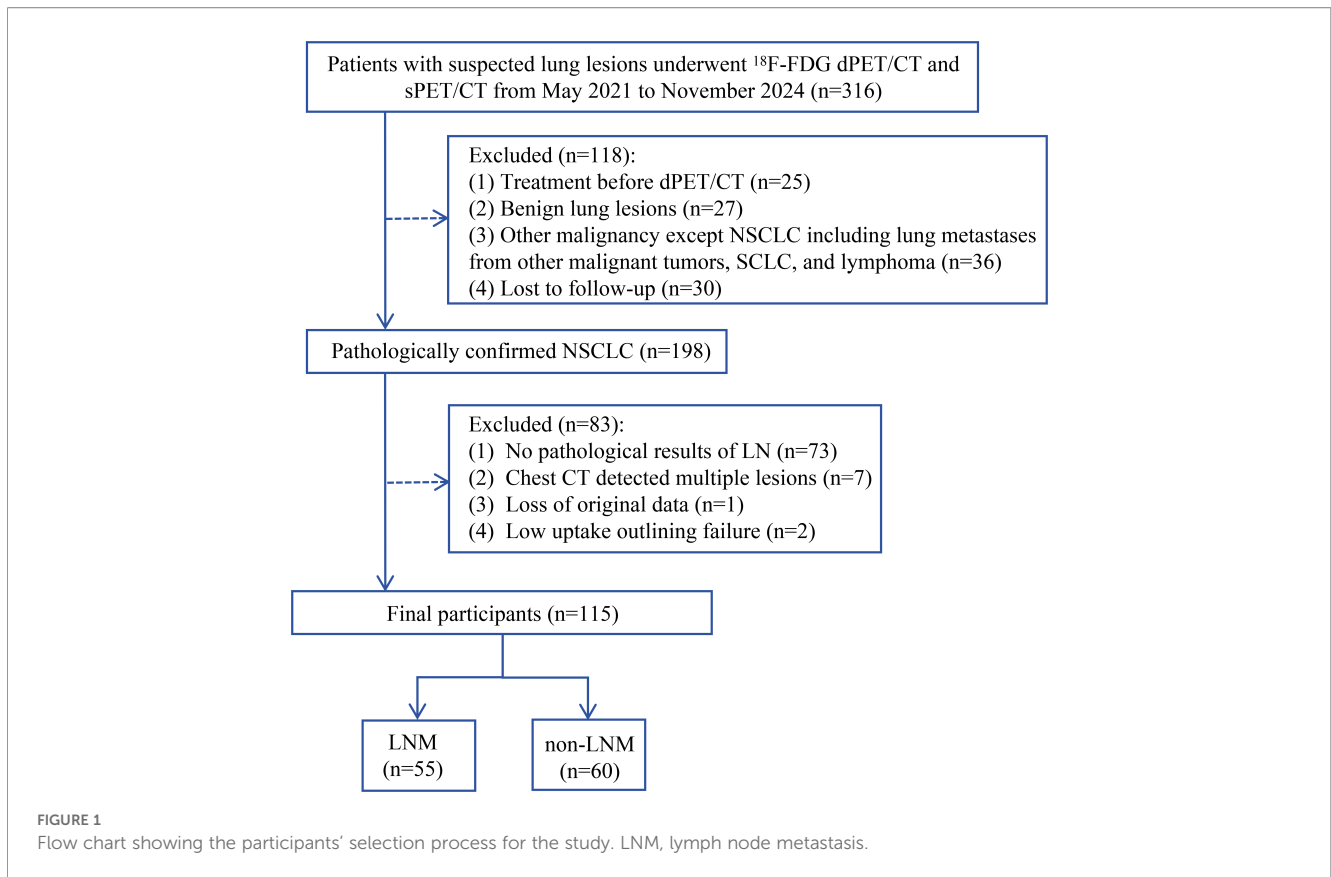 Patients with suspected lung lesions underwent ¹⁸F-FDG dPET/CT and
sPET/CT from May 2021 to November 2024 (n=316)
Excluded (n=118):
(1) Treatment before dPET/CT (n=25)
(2) Benign lung lesions (n=27)
(3) Other malignancy except NSCLC including lung metastases
from other malignant tumors, SCLC, and lymphoma (n=36)
(4) Lost to follow-up (n=30)
Pathologically confirmed NSCLC (n=198)
Excluded (n=83):
(1) No pathological results of LN (n=73)
(2) Chest CT detected multiple lesions (n=7)
(3) Loss of original data (n=1)
(4) Low uptake outlining failure (n=2)
Final participants (n=115)
LNM
(n=55)
non-LNM
(n=60)
FIGURE 1
Flow chart showing the participants’ selection process for the study. LNM, lymph node metastasis.